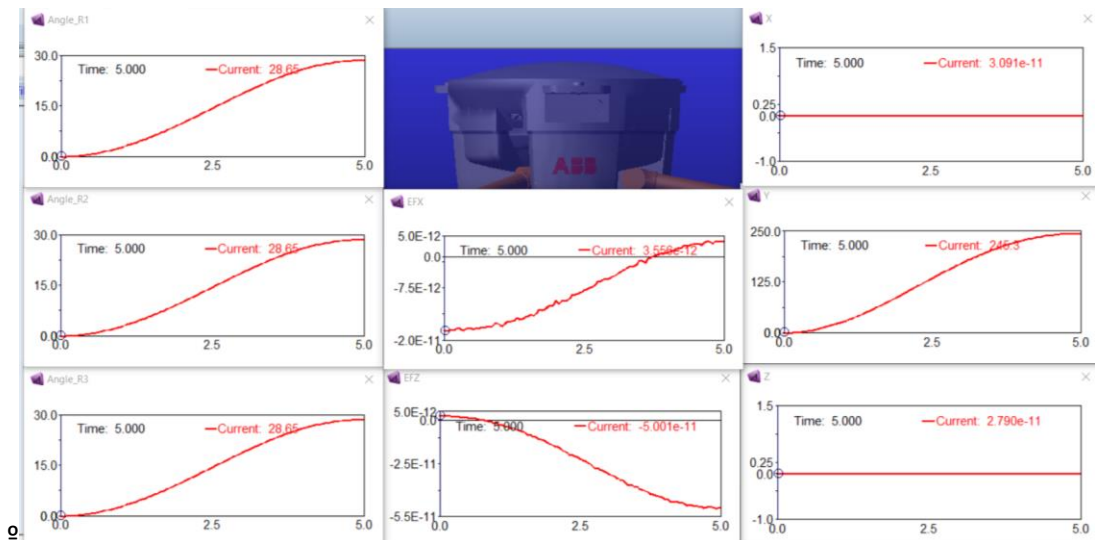 Angle_R1
30.0
Time: 5.000 Current: 28.65
15.0
0.0
0.0 2.5 5.0
Angle_R2
30.0
Time: 5.000 Current: 28.65
15.0
0.0
0.0 2.5 5.0
Angle_R3
30.0
Time: 5.000 Current: 28.65
15.0
0.0
0.0 2.5 5.0
ABB
EFX
5.0E-12
Time: 5.000 Current: 3.556e-12
0.0
-7.5E-12
-2.0E-11
0.0 2.5 5.0
EFZ
5.0E-12
0.0
Time: 5.000 Current: -5.001e-11
-2.5E-11
-5.5E-11
0.0 2.5 5.0
X
1.5
Time: 5.000 Current: 3.091e-11
0.25
0.0
-1.0
0.0 2.5 5.0
Y
250.0
Time: 5.000 Current: 245.3
125.0
0.0
0.0 2.5 5.0
Z
1.5
Time: 5.000 Current: 2.790e-11
0.25
0.0
-1.0
0.0 2.5 5.0